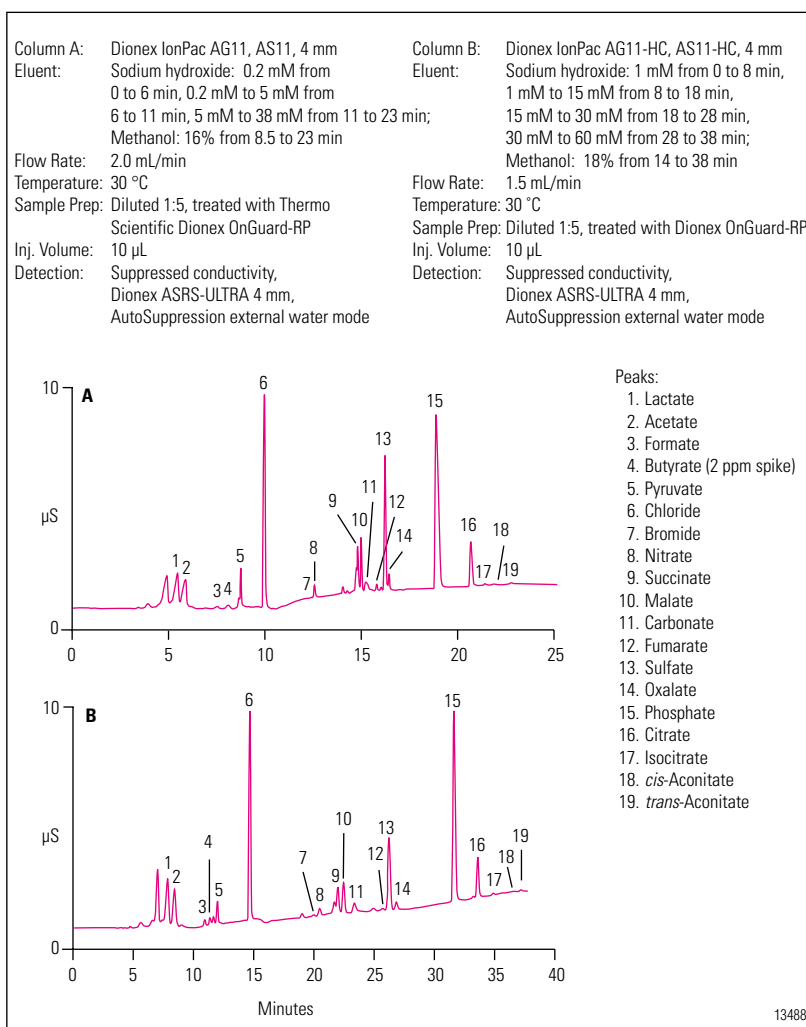 Column A: Dionex IonPac AG11, AS11, 4 mm
Eluent: Sodium hydroxide: 0.2 mM from
0 to 6 min, 0.2 mM to 5 mM from
6 to 11 min, 5 mM to 38 mM from 11 to 23 min;
Methanol: 16% from 8.5 to 23 min
Flow Rate: 2.0 mL/min
Temperature: 30 °C
Sample Prep: Diluted 1:5, treated with Thermo
Scientific Dionex OnGuard-RP
Inj. Volume: 10 µL
Detection: Suppressed conductivity,
Dionex ASRS-ULTRA 4 mm,
AutoSuppression external water mode
Column B: Dionex IonPac AG11-HC, AS11-HC, 4 mm
Eluent: Sodium hydroxide: 1 mM from 0 to 8 min,
1 mM to 15 mM from 8 to 18 min,
15 mM to 30 mM from 18 to 28 min,
30 mM to 60 mM from 28 to 38 min;
Methanol: 18% from 14 to 38 min
Flow Rate: 1.5 mL/min
Temperature: 30 ˚C
Sample Prep: Diluted 1:5, treated with Dionex OnGuard-RP
Inj. Volume: 10 µL
Detection: Suppressed conductivity,
Dionex ASRS-ULTRA 4 mm,
AutoSuppression external water mode
10
A
µS
0
1
2
3
4
5
6
7
8
9
10
11
12
13
14
15
16
17
18
19
0 5 10 15 20 25
10
B
µS
0
1
2
3
4
5
6
7
8
9
10
11
12
13
14
15
16
17
18
19
0 5 10 15 20 25 30 35 40
Minutes
Peaks:
1. Lactate
2. Acetate
3. Formate
4. Butyrate (2 ppm spike)
5. Pyruvate
6. Chloride
7. Bromide
8. Nitrate
9. Succinate
10. Malate
11. Carbonate
12. Fumarate
13. Sulfate
14. Oxalate
15. Phosphate
16. Citrate
17. Isocitrate
18. cis-Aconitate
19. trans-Aconitate
13488